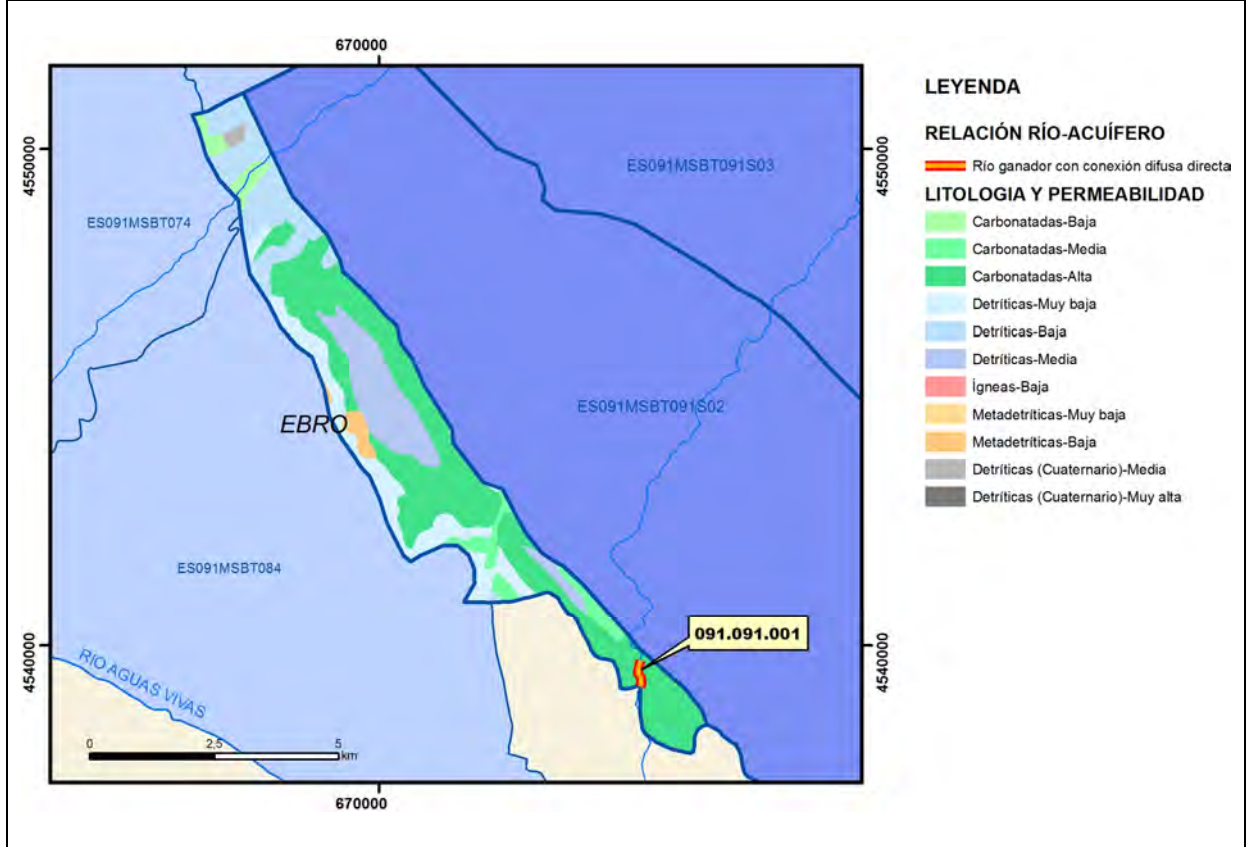 670000
4550000
4550000
ES091MSBT091S03
ES091MSBT074
ES091MSBT091S02
EBRO
ES091MSBT084
091.091.001
4540000
4540000
RIO AGUAS VIVAS
0
2,5
5
km
670000
LEYENDA
RELACIÓN RÍO-ACUÍFERO
Río ganador con conexión difusa directa
LITOLOGIA Y PERMEABILIDAD
Carbonatadas-Baja
Carbonatadas-Media
Carbonatadas-Alta
Detríticas-Muy baja
Detríticas-Baja
Detríticas-Media
Ígneas-Baja
Metadetríticas-Muy baja
Metadetríticas-Baja
Detríticas (Cuaternario)-Media
Detríticas (Cuaternario)-Muy alta